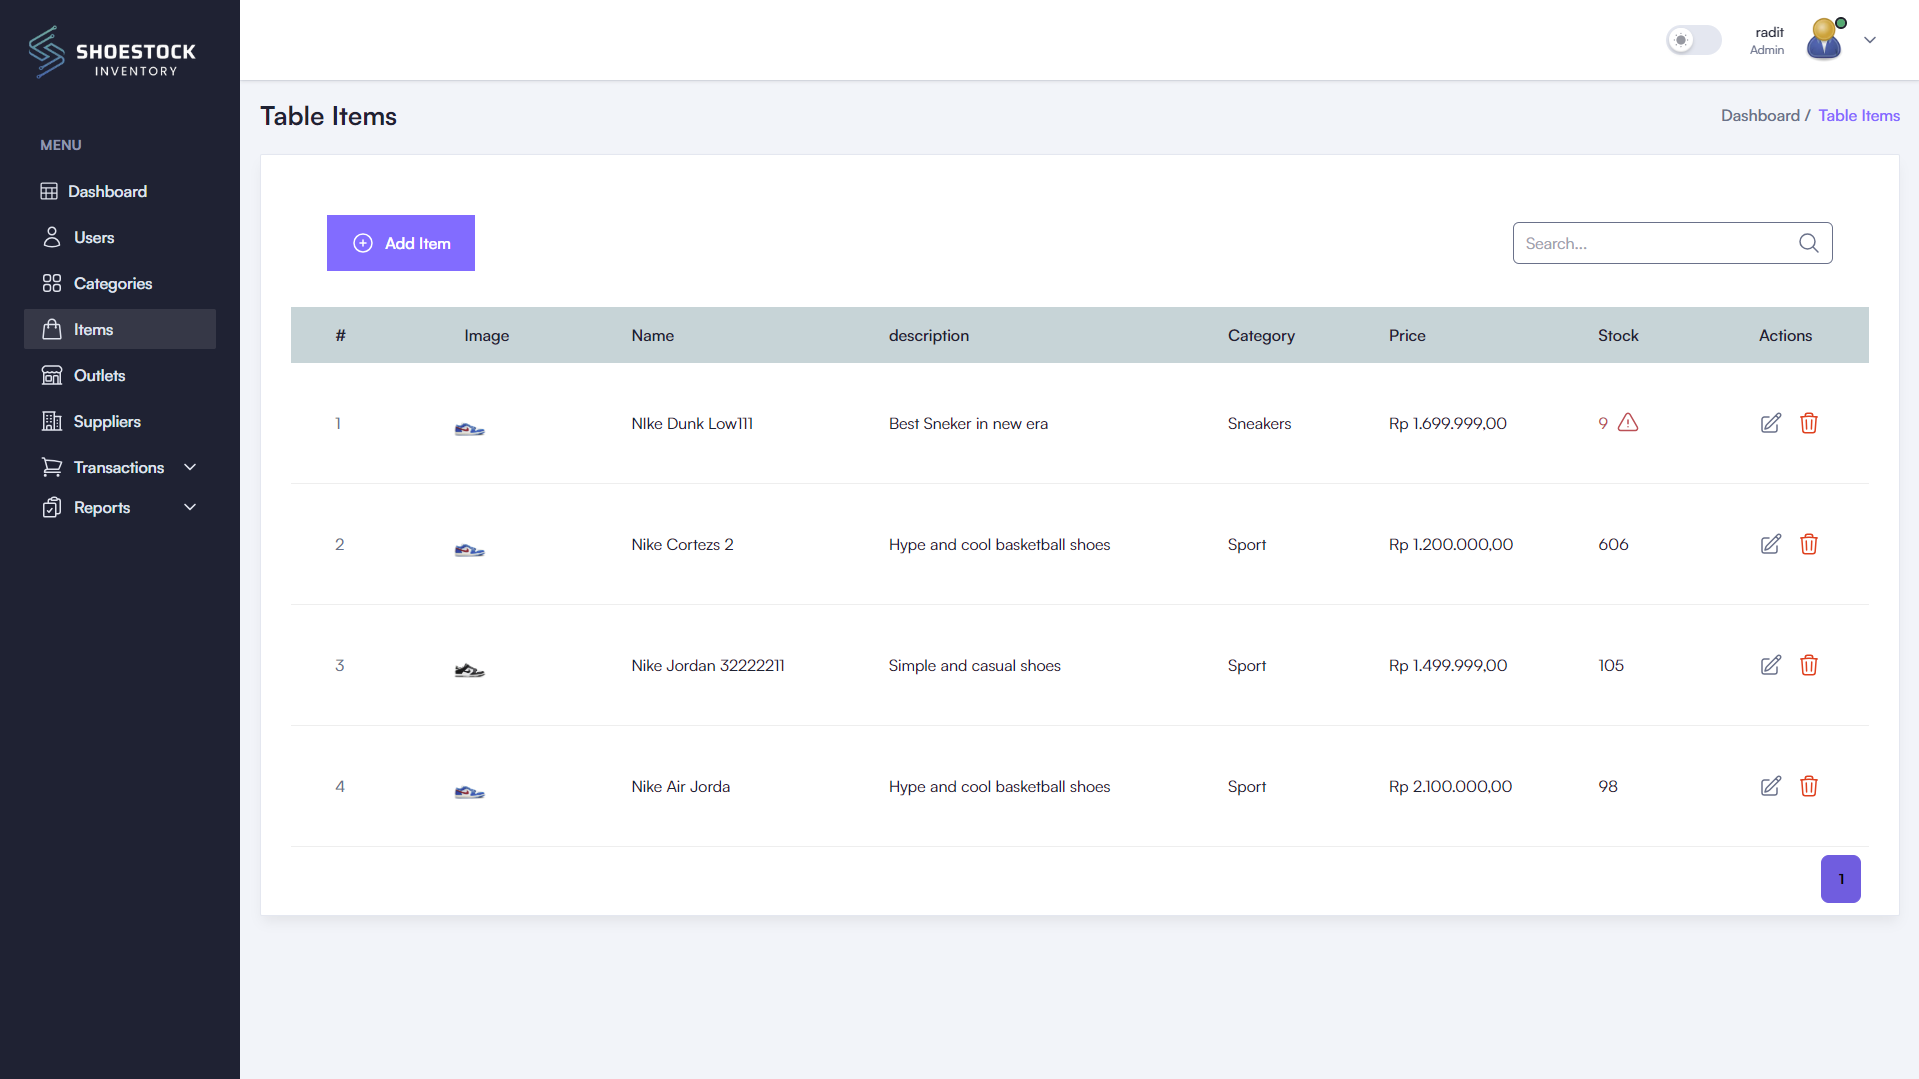 SHOESTOCK
INVENTORY
radit
Admin
MENU
Dashboard
Users
Categories
Items
Outlets
Suppliers
Transactions
Reports
Table Items
Dashboard / Table Items
Add Item
Search...
# Image Name description Category Price Stock Actions
1 NIke Dunk Low111 Best Sneker in new era Sneakers Rp 1.699.999,00 9
2 Nike Cortezs 2 Hype and cool basketball shoes Sport Rp 1.200.000,00 606
3 Nike Jordan 32222211 Simple and casual shoes Sport Rp 1.499.999,00 105
4 Nike Air Jorda Hype and cool basketball shoes Sport Rp 2.100.000,00 98
1